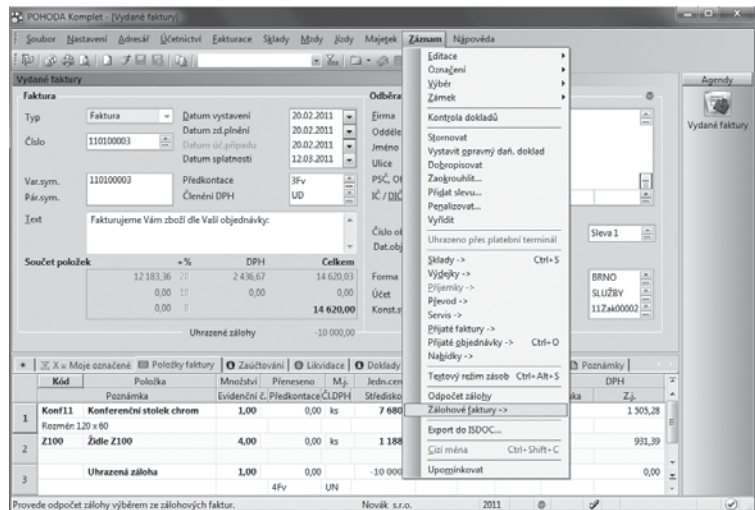 POHODA Komplet - [Vydané faktury]
Soubor Nastavení Adresář Účetnictví Fakturace Sklady Mzdy Jízdy Majetek Záznam Nápověda
Vydané faktury
Agendy
Vydané faktury
Faktura
Typ Faktura Datum vystavení 20.02.2011
Datum zd.plnění 20.02.2011
Číslo 110100003 Datum úč.případu 20.02.2011
Datum splatnosti 12.03.2011
Var.sym. 110100003 Předkontace 3Fv
Pár.sym. Členění DPH UD
Text Fakturujeme Vám zboží dle Vaší objednávky:
Součet položek +% DPH Celkem
12 183,36 20 2 436,67 14 620,03
0,00 10 0,00 0,00
0,00 0 14 620,00
Uhrazené zálohy -10 000,00
Odběra
@
Firma
Odděle
Jméno
Ulice
PSČ, Ob
IČ / DIČ
Číslo ob
Dat.obj
Forma
Účet
Konst.s
Sleva 1
BRNO
SLUŽBY
11Zak00002
Editace
Označení
Výběr
Zámek
Kontrola dokladů
Stornovat
Vystavit opravný daň. doklad
Dobropisovat
Zaokrouhlit...
Přidat slevu...
Penalizovat...
Vyřídit
Uhrazeno přes platební terminál
Sklady -> Ctrl+S
Výdejky ->
Příjemky ->
Převod ->
Servis ->
Přijaté faktury ->
Přijaté objednávky -> Ctrl+O
Nabídky ->
Textový režim zásob Ctrl+Alt+S
Odpočet zálohy
Zálohové faktury ->
Export do ISDOC...
Cizí měna Ctrl+Shift+C
Upomínkovat
X = Moje označené Položky faktury Zaúčtování Likvidace Doklady Poznámky
Kód Položka Množství Přeneseno M.j. Jedn.cen DPH
Poznámka Evidenční č. Předkontace Čl.DPH Středisko ka Z.j.
1 Konf11 Konferenční stolek chrom 1,00 0,00 ks 7 680 1 505,28
Rozměr: 120 x 60
2 Z100 Židle Z100 4,00 0,00 ks 1 188 931,39
3 Uhrazená záloha 1,00 0,00 -10 000 0,00
4Fv UN
Provede odpočet zálohy výběrem ze zálohových faktur. Novák s.r.o. 2011 @